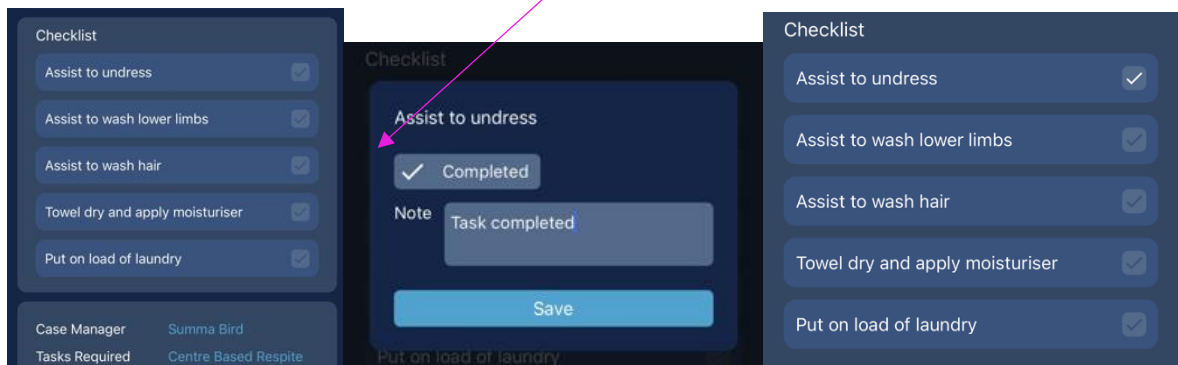 Checklist
Assist to undress
Assist to wash lower limbs
Assist to wash hair
Towel dry and apply moisturiser
Put on load of laundry
Case Manager Summa Bird
Tasks Required Centre Based Respite
Checklist
Assist to undress
Completed
Note Task completed
Save
Put on load of laundry
Checklist
Assist to undress
Assist to wash lower limbs
Assist to wash hair
Towel dry and apply moisturiser
Put on load of laundry